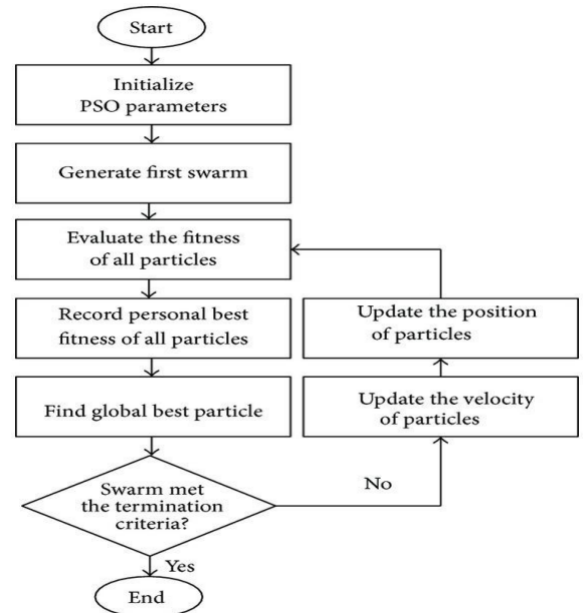 Start
Initialize
PSO parameters
Generate first swarm
Evaluate the fitness
of all particles
Record personal best
fitness of all particles
Find global best particle
Swarm met
the termination
criteria?
Yes
End
No
Update the velocity
of particles
Update the position
of particles